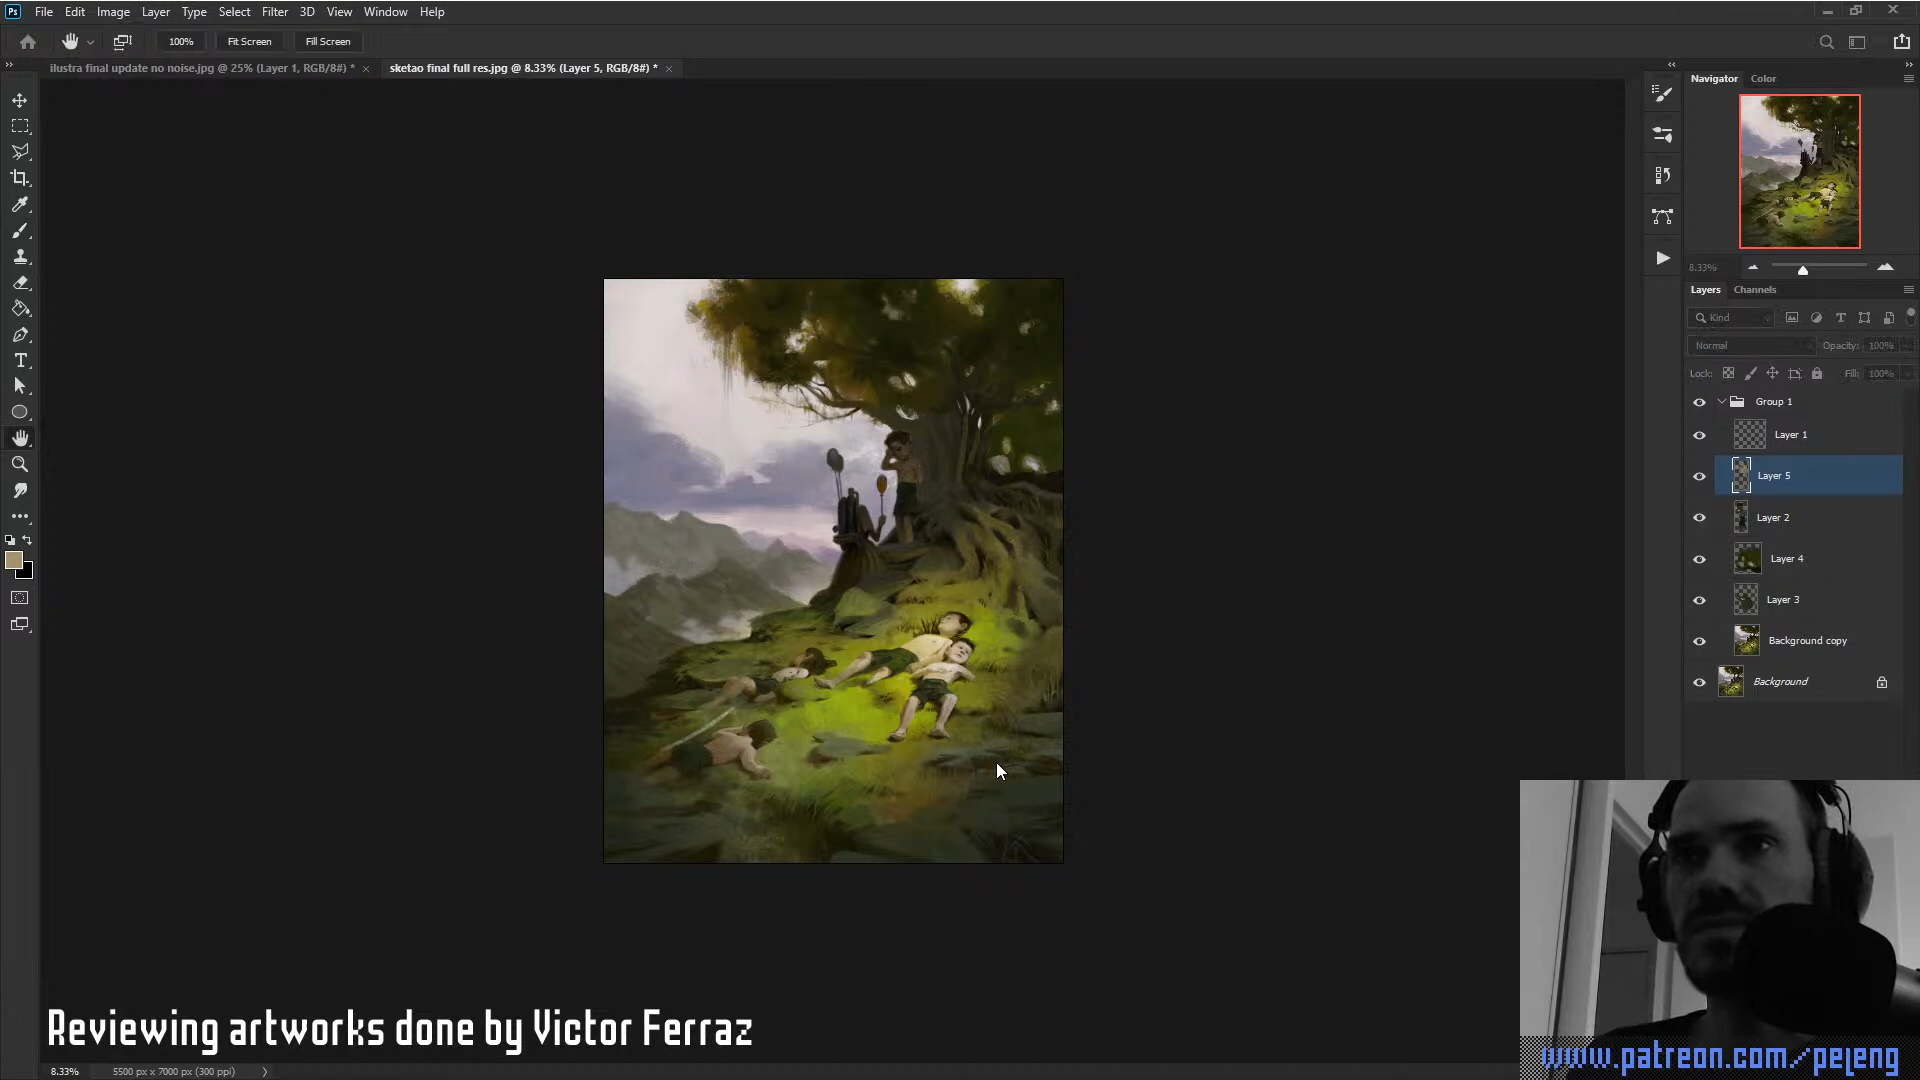 Ps File Edit Image Layer Type Select Filter 3D View Window Help
100% Fit Screen Fill Screen
ilustra final update no noise.jpg @ 25% (Layer 1, RGB/8#) * × sketao final full res.jpg @ 8.33% (Layer 5, RGB/8#) * ×
Navigator Color
8.33%
Layers Channels
Kind
Normal Opacity: 100%
Lock: Fill: 100%
Group 1
Layer 1
Layer 5
Layer 2
Layer 4
Layer 3
Background copy
Background
Reviewing artworks done by Victor Ferraz
www.patreon.com/peleng
8.33% 5500 px x 7000 px (300 ppi)